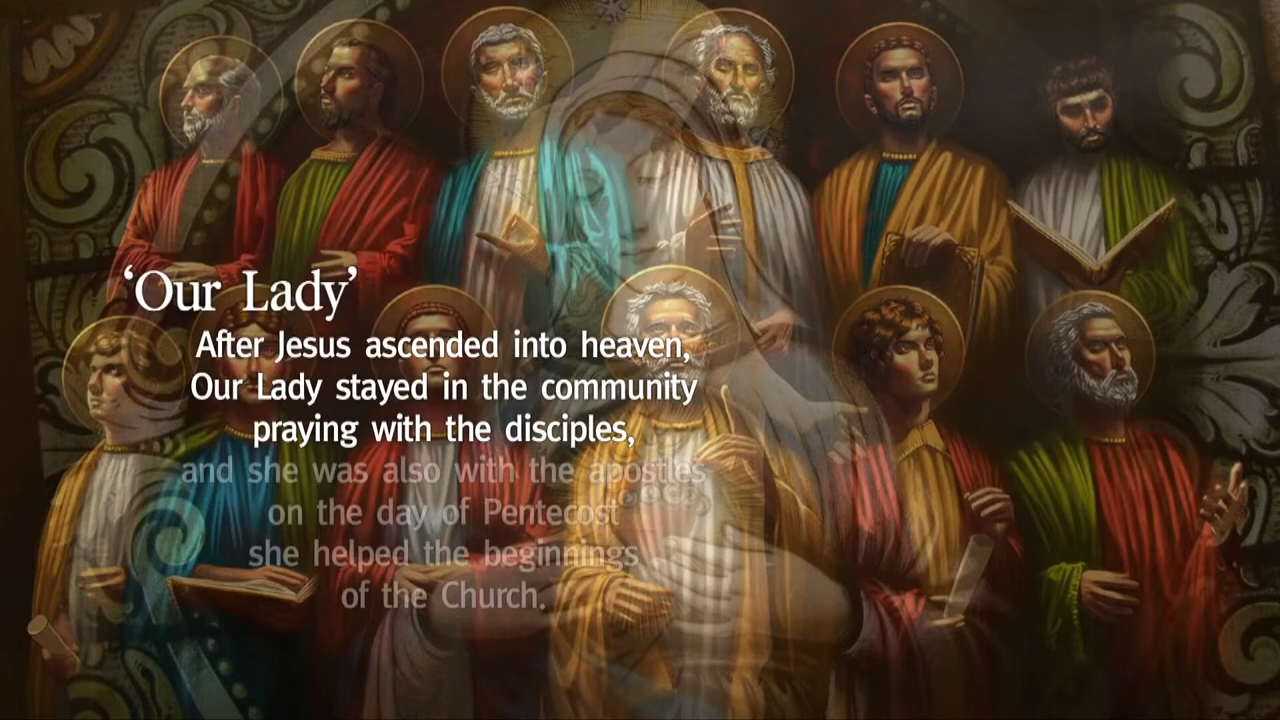 ‘Our Lady’
After Jesus ascended into heaven,
Our Lady stayed in the community
praying with the disciples,
and she was also with the apostles
on the day of Pentecost
she helped the beginnings
of the Church.